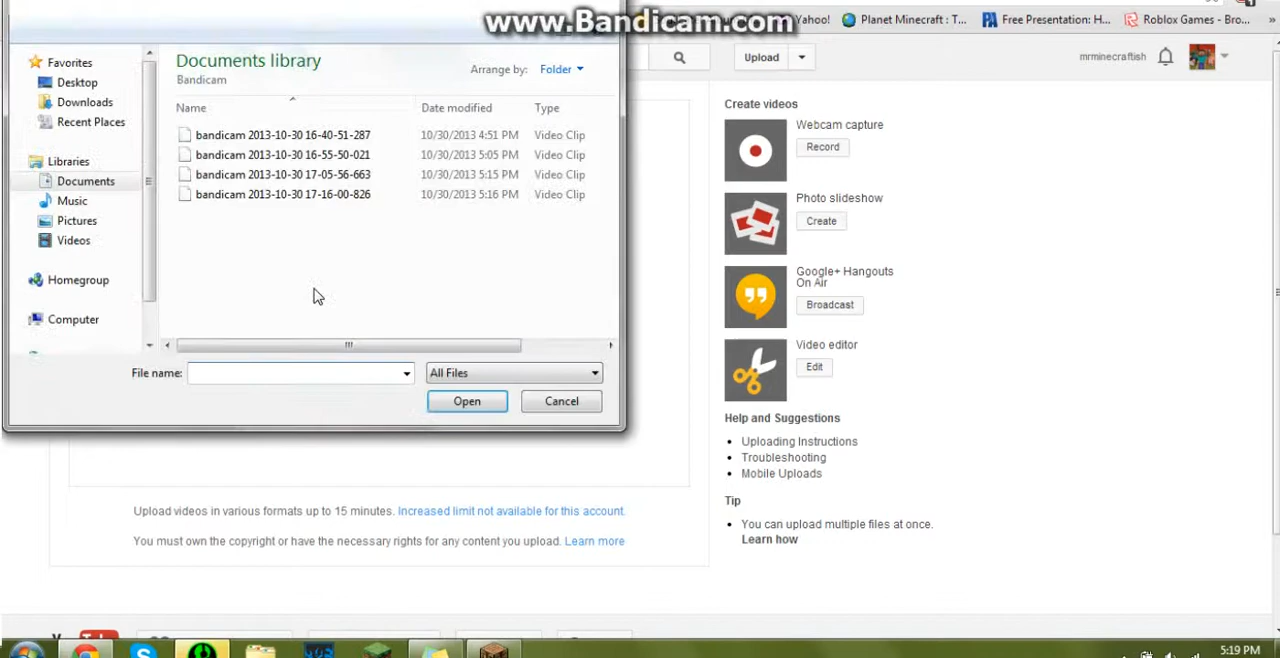 www.Bandicam.com
Yahoo!
Planet Minecraft : T...
Free Presentation: H...
Roblox Games - Bro...
»
Favorites
Desktop
Downloads
Recent Places
Libraries
Documents
Music
Pictures
Videos
Homegroup
Computer
Documents library
Bandicam
Arrange by: Folder
Name Date modified Type
bandicam 2013-10-30 16-40-51-287 10/30/2013 4:51 PM Video Clip
bandicam 2013-10-30 16-55-50-021 10/30/2013 5:05 PM Video Clip
bandicam 2013-10-30 17-05-56-663 10/30/2013 5:15 PM Video Clip
bandicam 2013-10-30 17-16-00-826 10/30/2013 5:16 PM Video Clip
File name:
All Files
Open
Cancel
Upload
mrminecraftish
Create videos
Webcam capture
Record
Photo slideshow
Create
Google+ Hangouts
On Air
Broadcast
Video editor
Edit
Help and Suggestions
Uploading Instructions
Troubleshooting
Mobile Uploads
Tip
You can upload multiple files at once.
Learn how
Upload videos in various formats up to 15 minutes. Increased limit not available for this account.
You must own the copyright or have the necessary rights for any content you upload. Learn more
5:19 PM